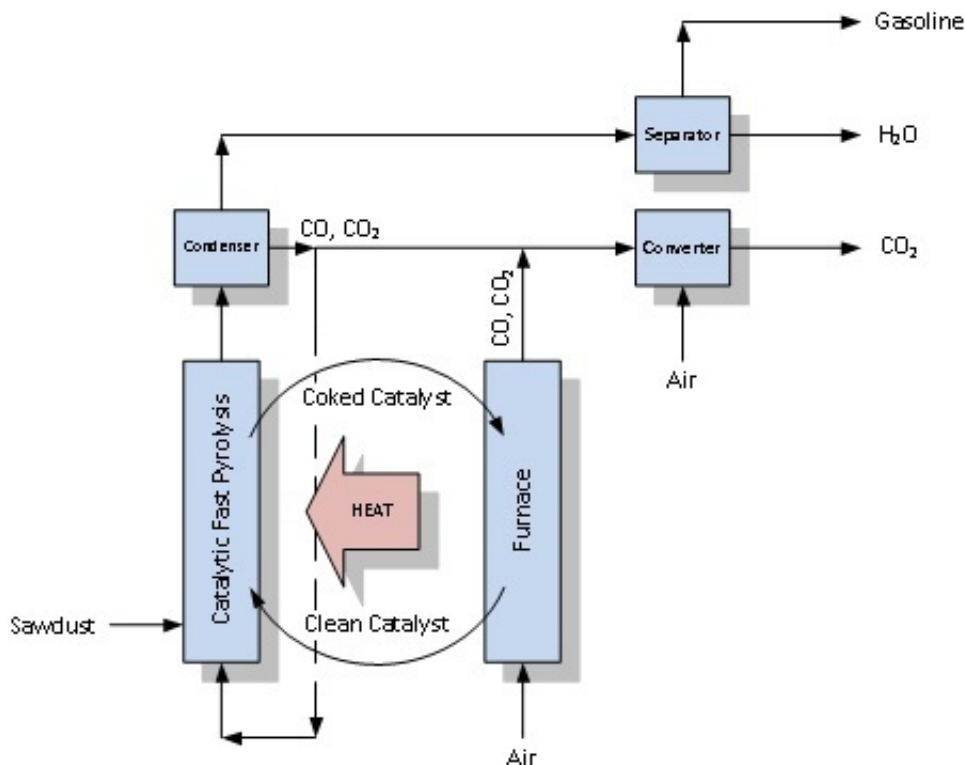 Gasoline
Separator
H₂O
Condenser
CO, CO₂
Converter
CO₂
CO, CO₂
Air
Coked Catalyst
Catalytic Fast Pyrolysis
HEAT
Furnace
Sawdust
Clean Catalyst
Air